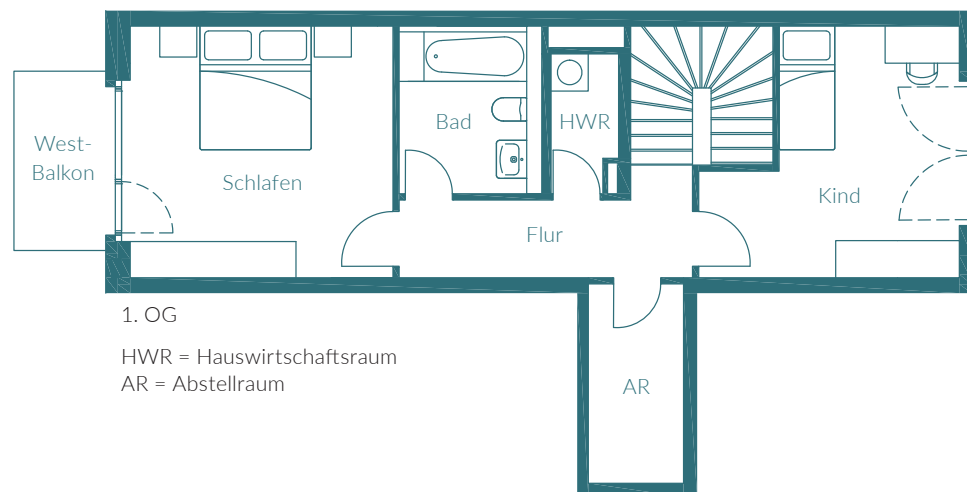 West-
Balkon
Schlafen
Bad
HWR
Kind
Flur
AR
1. OG
HWR = Hauswirtschaftsraum
AR = Abstellraum